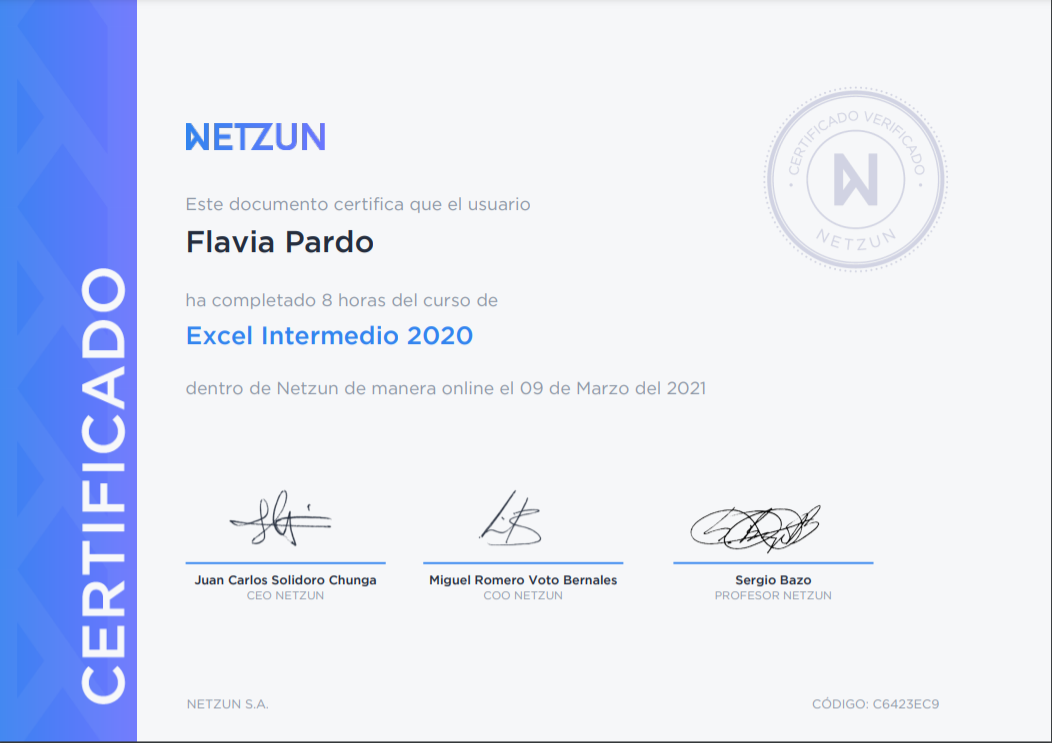 CERTIFICADO
NETZUN
CERTIFICADO VERIFICADO
N
NETZUN
Este documento certifica que el usuario
Flavia Pardo
ha completado 8 horas del curso de
Excel Intermedio 2020
dentro de Netzun de manera online el 09 de Marzo del 2021
Juan Carlos Solidoro Chunga
CEO NETZUN
Miguel Romero Voto Bernales
COO NETZUN
Sergio Bazo
PROFESOR NETZUN
NETZUN S.A.
CÓDIGO: C6423EC9